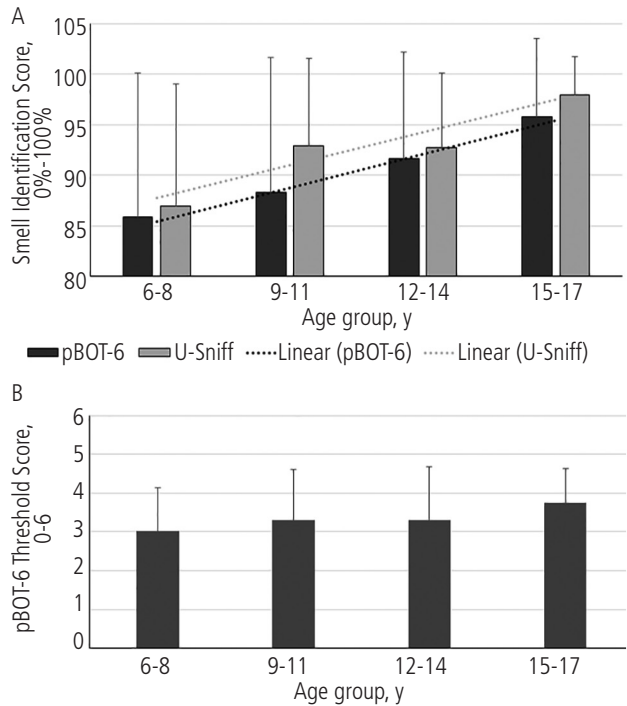 A
Smell Identification Score,
0%-100%
105
100
95
90
85
80
6-8 9-11 12-14 15-17
Age group, y
pBOT-6 U-Sniff Linear (pBOT-6) Linear (U-Sniff)
B
pBOT-6 Threshold Score,
0-6
6
5
4
3
2
1
0
6-8 9-11 12-14 15-17
Age group, y